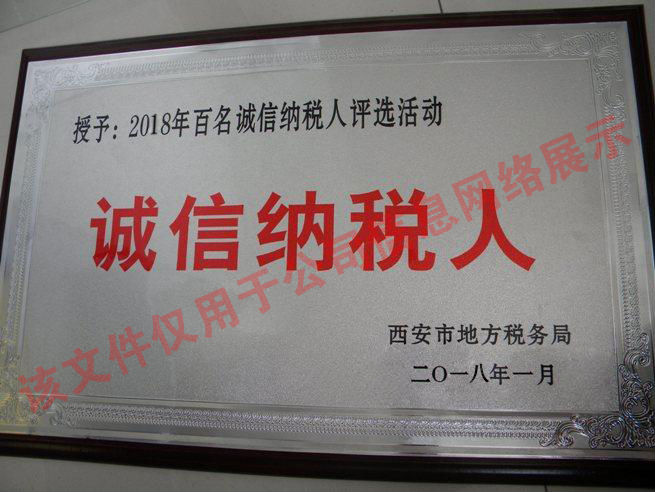 授予：2018年百名诚信纳税人评选活动
诚信纳税人
西安市地方税务局
二〇一八年一月
该文件仅用于公司信息网络展示